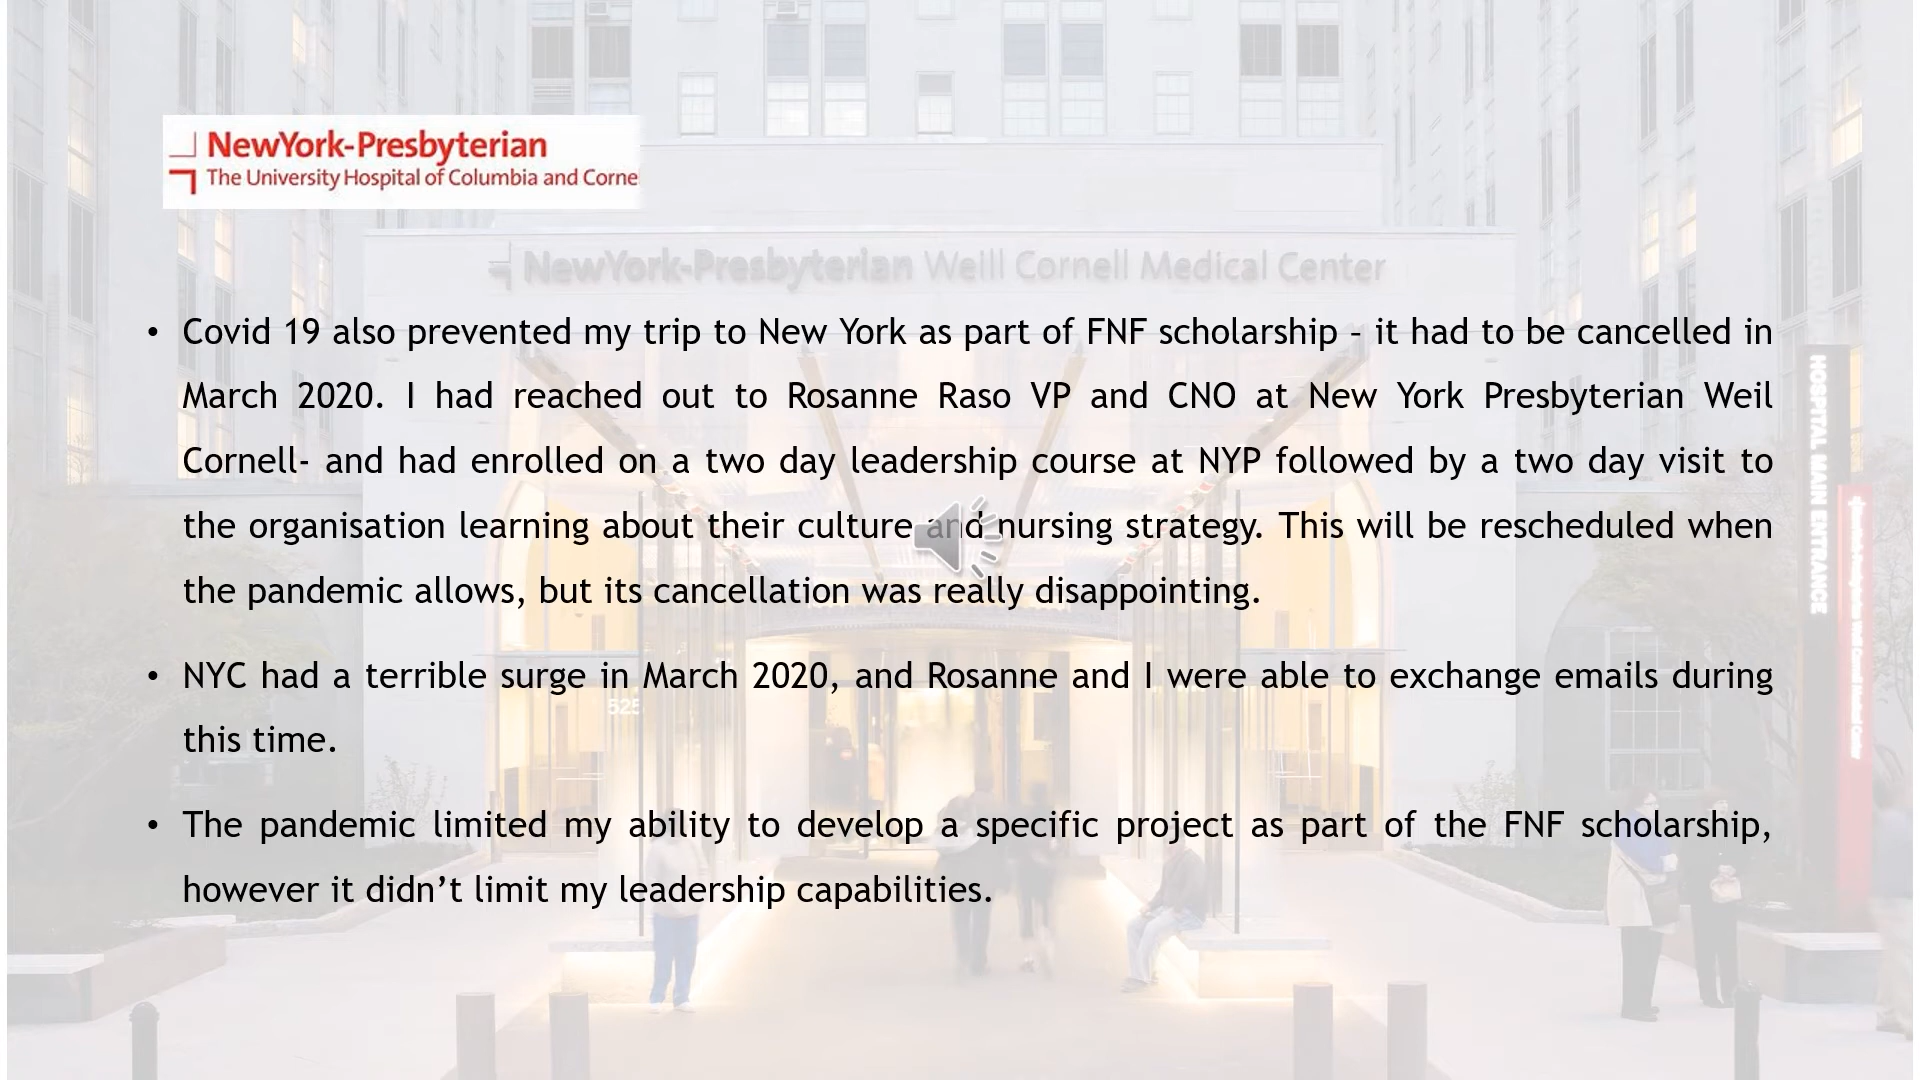 NewYork-Presbyterian
The University Hospital of Columbia and Corne
NewYork-Presbyterian Weill Cornell Medical Center
• Covid 19 also prevented my trip to New York as part of FNF scholarship – it had to be cancelled in
March 2020. I had reached out to Rosanne Raso VP and CNO at New York Presbyterian Weil
Cornell- and had enrolled on a two day leadership course at NYP followed by a two day visit to
the organisation learning about their culture and nursing strategy. This will be rescheduled when
the pandemic allows, but its cancellation was really disappointing.
• NYC had a terrible surge in March 2020, and Rosanne and I were able to exchange emails during
this time.
525
• The pandemic limited my ability to develop a specific project as part of the FNF scholarship,
however it didn’t limit my leadership capabilities.
HOSPITAL MAIN ENTRANCE
NewYork-Presbyterian Weill Cornell Medical Center